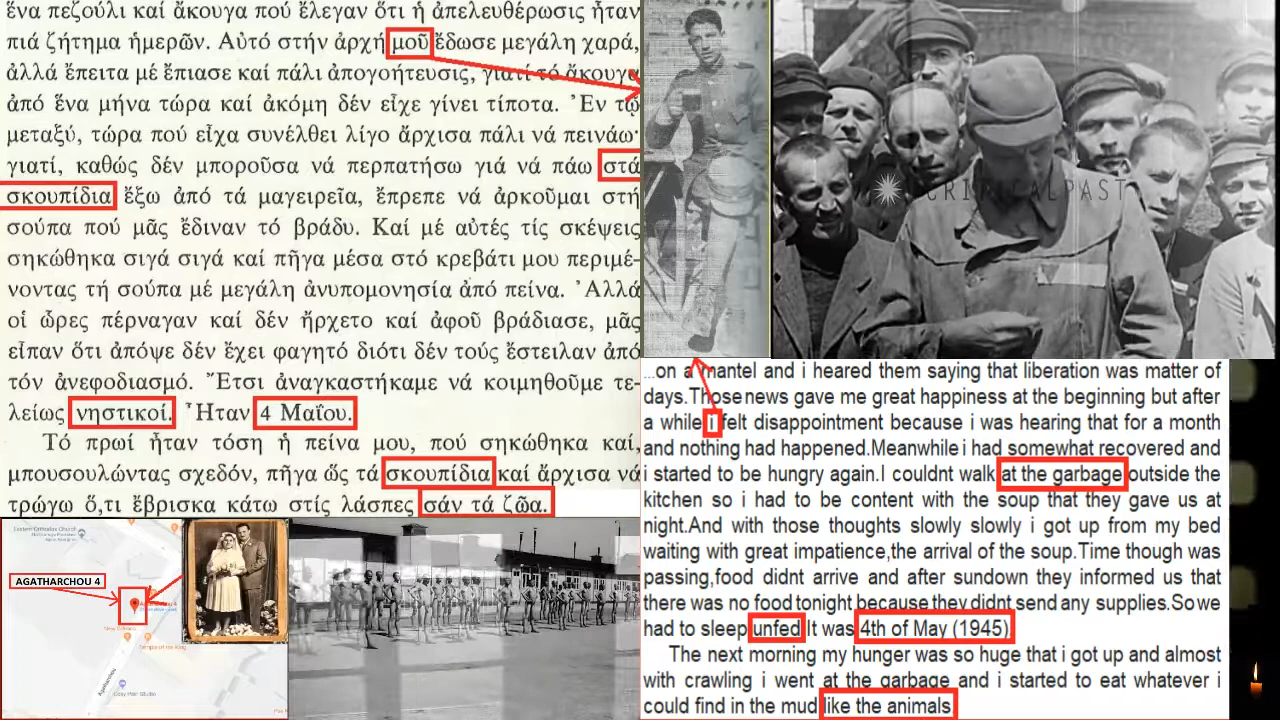 ἕνα πεζούλι καί ἄκουγα πού ἔλεγαν ὅτι ἡ ἀπελευθέρωσις ἦταν
πιά ζήτημα ἡμερῶν. Αὐτό στήν ἀρχή μοῦ ἔδωσε μεγάλη χαρά,
ἀλλά ἔπειτα μέ ἔπιασε καί πάλι ἀπογοήτευσις, γιατί τό ἄκουγα
ἀπό ἕνα μήνα τώρα καί ἀκόμη δέν εἶχε γίνει τίποτα. Ἐν τῷ
μεταξύ, τώρα πού εἶχα συνέλθει λίγο ἄρχισα πάλι νά πεινάω·
γιατί, καθώς δέν μποροῦσα νά περπατήσω γιά νά πάω στά
σκουπίδια ἔξω ἀπό τά μαγειρεῖα, ἔπρεπε νά ἀρκοῦμαι στή
σούπα πού μᾶς ἔδιναν τό βράδυ. Καί μέ αὐτές τίς σκέψεις
σηκώθηκα σιγά σιγά καί πῆγα μέσα στό κρεβάτι μου περιμέ-
νοντας τή σούπα μέ μεγάλη ἀνυπομονησία ἀπό πείνα. Ἀλλά
οἱ ὧρες πέρναγαν καί δέν ἤρχετο καί ἀφοῦ βράδιασε, μᾶς
εἶπαν ὅτι ἀπόψε δέν ἔχει φαγητό διότι δέν τούς ἔστειλαν ἀπό
τόν ἀνεφοδιασμό. Ἔτσι ἀναγκαστήκαμε νά κοιμηθοῦμε τε-
λείως νηστικοί. Ἦταν 4 Μαΐου.
Τό πρωί ἦταν τόση ἡ πείνα μου, πού σηκώθηκα καί,
μπουσουλώντας σχεδόν, πῆγα ὥς τά σκουπίδια καί ἄρχισα νά
τρώγω ὅ,τι ἔβρισκα κάτω στίς λάσπες σάν τά ζῶα.
AGATHARCHOU 4
Agatharchou
CRITICALPAST
...on a mantel and i heared them saying that liberation was matter of
days.Those news gave me great happiness at the beginning but after
a while i felt disappointment because i was hearing that for a month
and nothing had happened.Meanwhile i had somewhat recovered and
i started to be hungry again.I couldnt walk at the garbage outside the
kitchen so i had to be content with the soup that they gave us at
night.And with those thoughts slowly slowly i got up from my bed
waiting with great impatience,the arrival of the soup.Time though was
passing,food didnt arrive and after sundown they informed us that
there was no food tonight because they didnt send any supplies.So we
had to sleep unfed It was 4th of May (1945)
The next morning my hunger was so huge that i got up and almost
with crawling i went at the garbage and i started to eat whatever i
could find in the mud like the animals